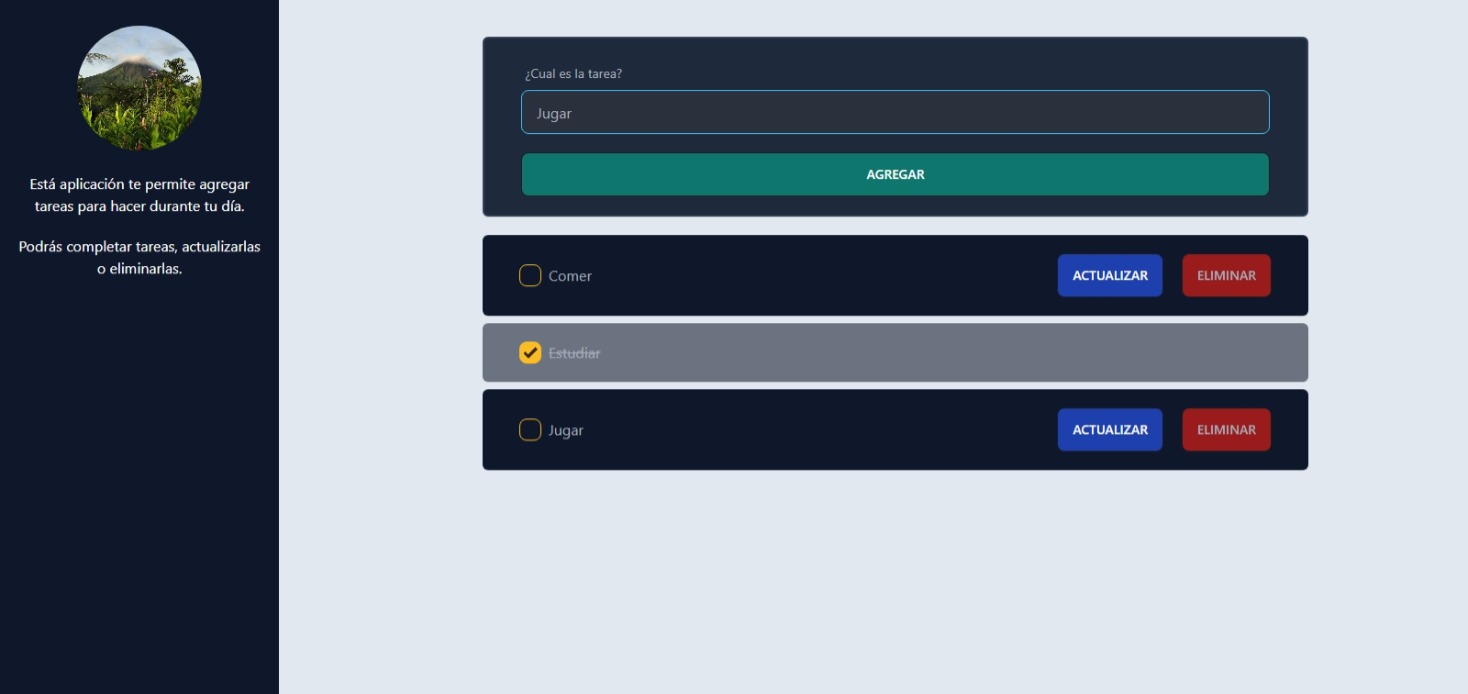 Está aplicación te permite agregar
tareas para hacer durante tu día.
Podrás completar tareas, actualizarlas
o eliminarlas.
¿Cual es la tarea?
Jugar
AGREGAR
Comer ACTUALIZAR ELIMINAR
Estudiar
Jugar ACTUALIZAR ELIMINAR